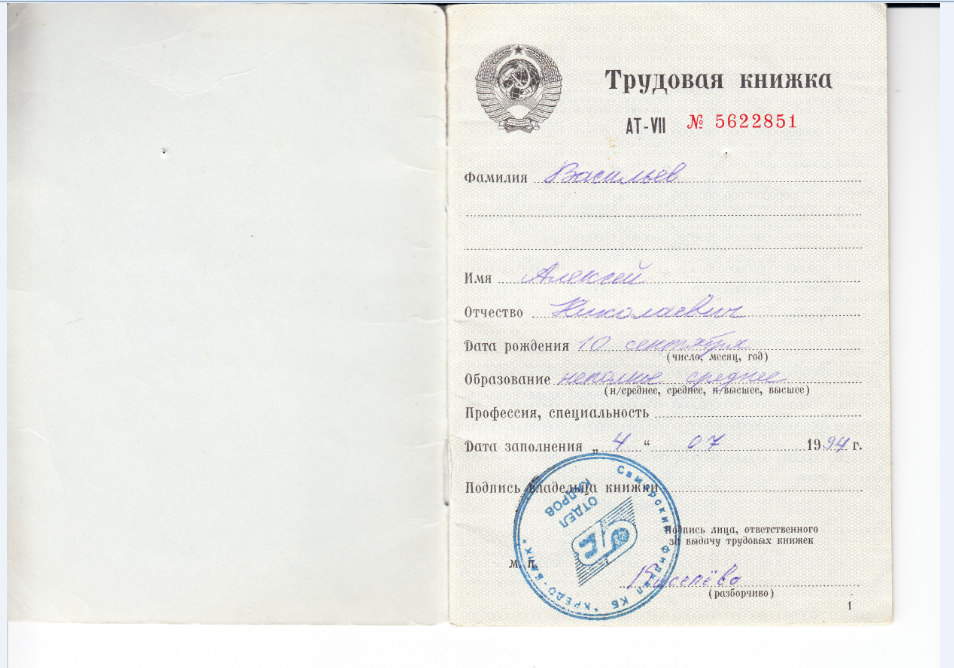 Трудовая книжка
АТ-VII № 5622851
Фамилия Васильев
Имя Алексей
Отчество Николаевич
Дата рождения 10 сентября
(число, месяц, год)
Образование неполное среднее
(н/среднее, среднее, н/высшее, высшее)
Профессия, специальность
Дата заполнения „ 4 “ 07 1994 г.
Подпись владельца книжки
Самарский филиал КБ "КРЕДО-БАНК"
ОТДЕЛ
КАДРОВ
Подпись лица, ответственного
за выдачу трудовых книжек
М. П.
(разборчиво)
1